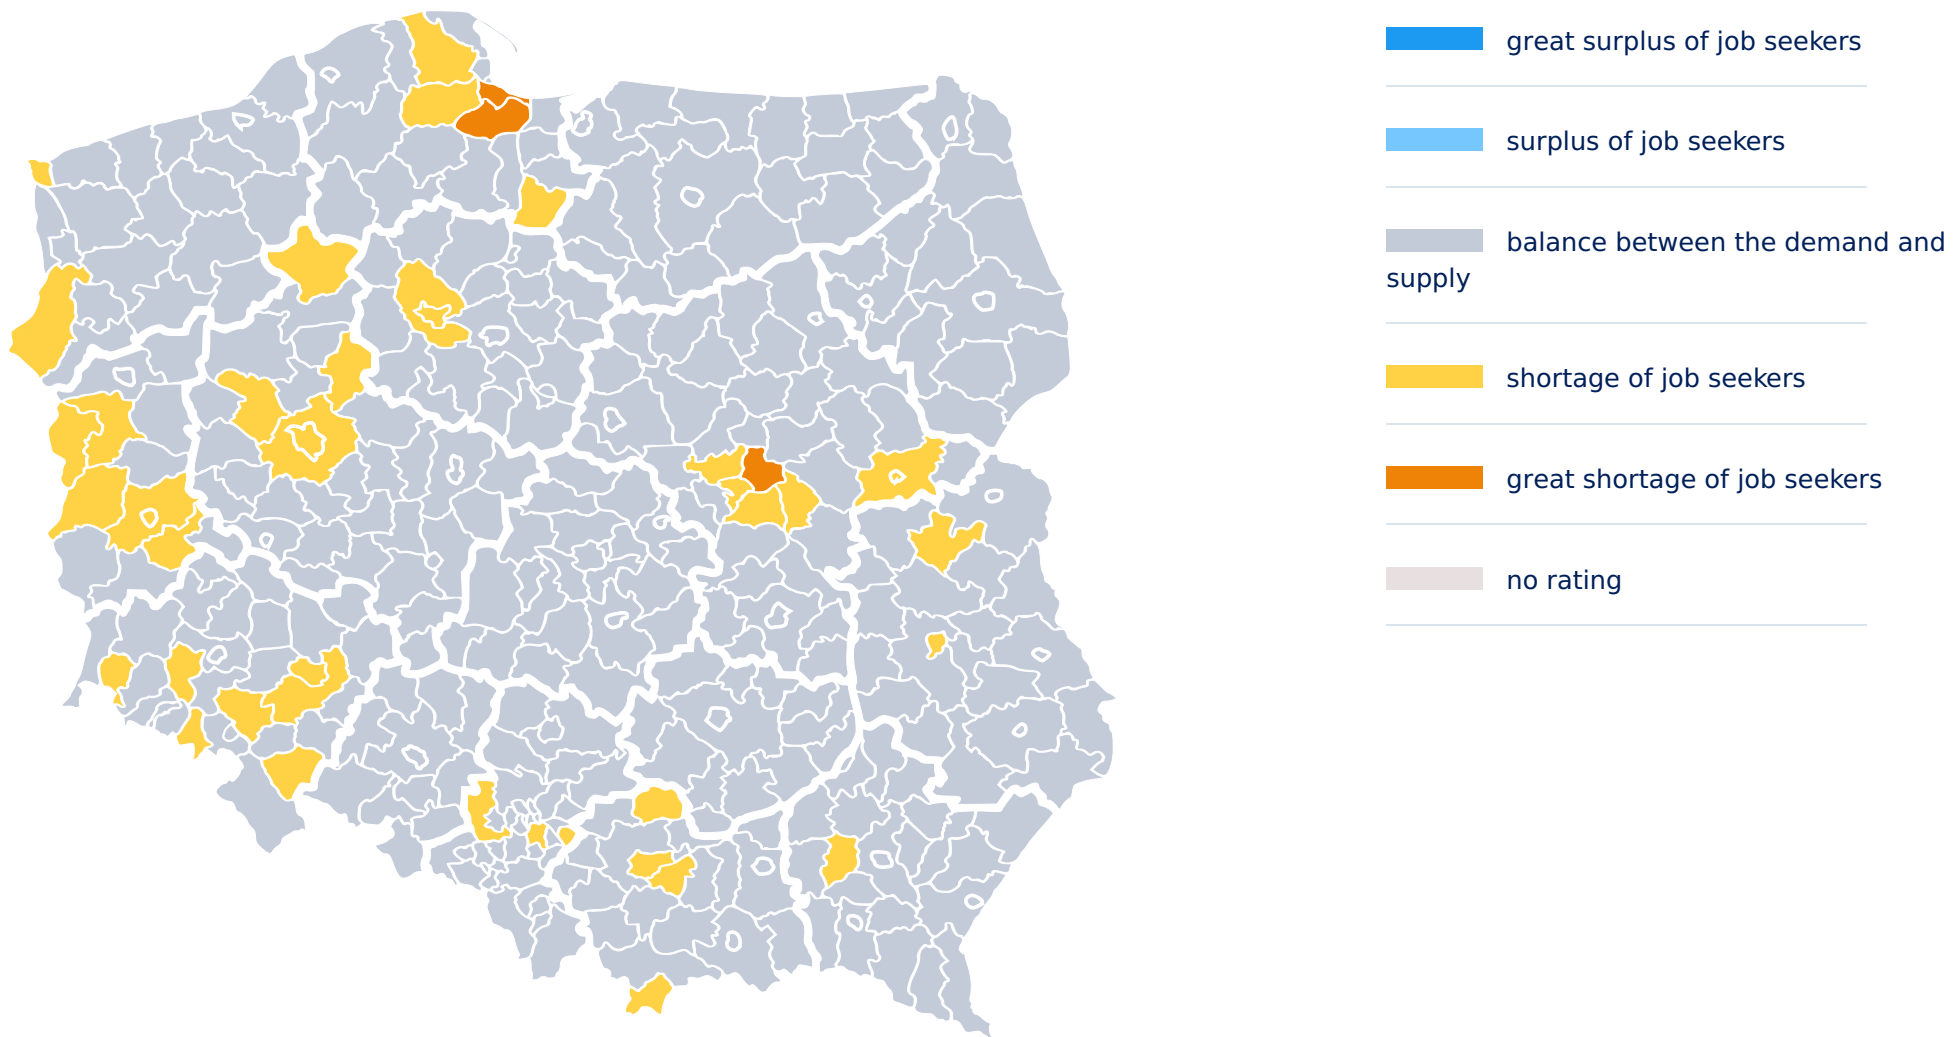 great surplus of job seekers
surplus of job seekers
balance between the demand and
supply
shortage of job seekers
great shortage of job seekers
no rating